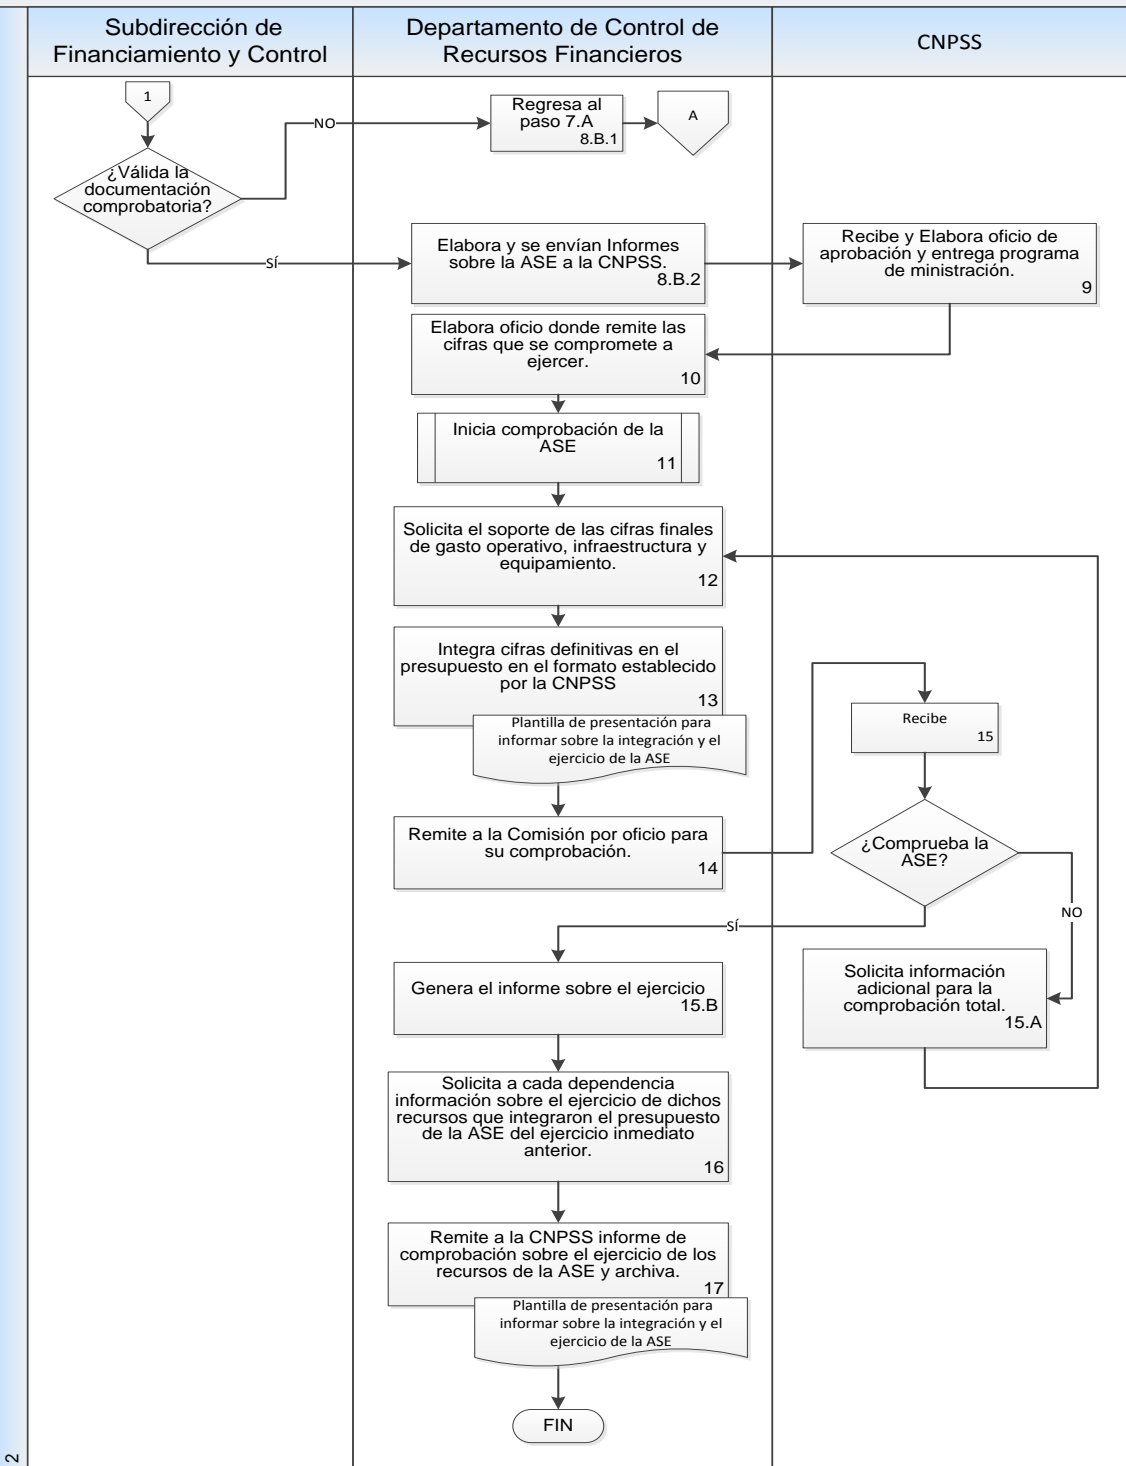 Subdirección de
Financiamiento y Control
Departamento de Control de
Recursos Financieros
CNPSS
1
NO
Regresa al
paso 7.A
8.B.1
A
¿Válida la
documentación
comprobatoria?
SÍ
Elabora y se envían Informes
sobre la ASE a la CNPSS.
8.B.2
Recibe y Elabora oficio de
aprobación y entrega programa
de ministración.
9
Elabora oficio donde remite las
cifras que se compromete a
ejercer.
10
Inicia comprobación de la
ASE
11
Solicita el soporte de las cifras finales
de gasto operativo, infraestructura y
equipamiento.
12
Integra cifras definitivas en el
presupuesto en el formato establecido
por la CNPSS
13
Plantilla de presentación para
informar sobre la integración y el
ejercicio de la ASE
Remite a la Comisión por oficio para
su comprobación.
14
Recibe
15
¿Comprueba la
ASE?
NO
SÍ
Solicita información
adicional para la
comprobación total.
15.A
Genera el informe sobre el ejercicio
15.B
Solicita a cada dependencia
información sobre el ejercicio de dichos
recursos que integraron el presupuesto
de la ASE del ejercicio inmediato
anterior.
16
Remite a la CNPSS informe de
comprobación sobre el ejercicio de los
recursos de la ASE y archiva.
17
Plantilla de presentación para
informar sobre la integración y el
ejercicio de la ASE
FIN
2